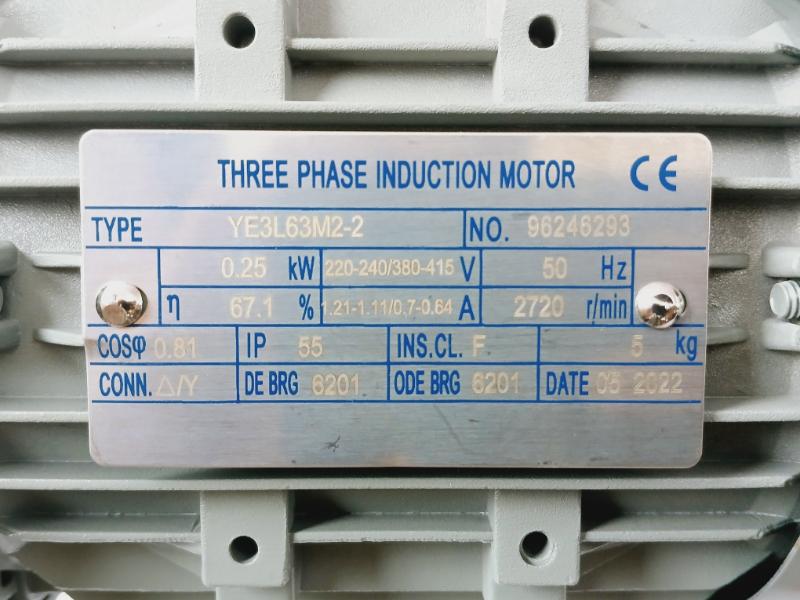 THREE PHASE INDUCTION MOTOR CE
TYPE YE3L63M2-2 NO. 96246293
0.25 kW 220-240/380-415 V 50 Hz
η 67.1 % 1.21-1.11/0.7-0.64 A 2720 r/min
COSφ 0.81 IP 55 INS.CL. F 5 kg
CONN. △/Y DE BRG 6201 ODE BRG 6201 DATE 05 2022